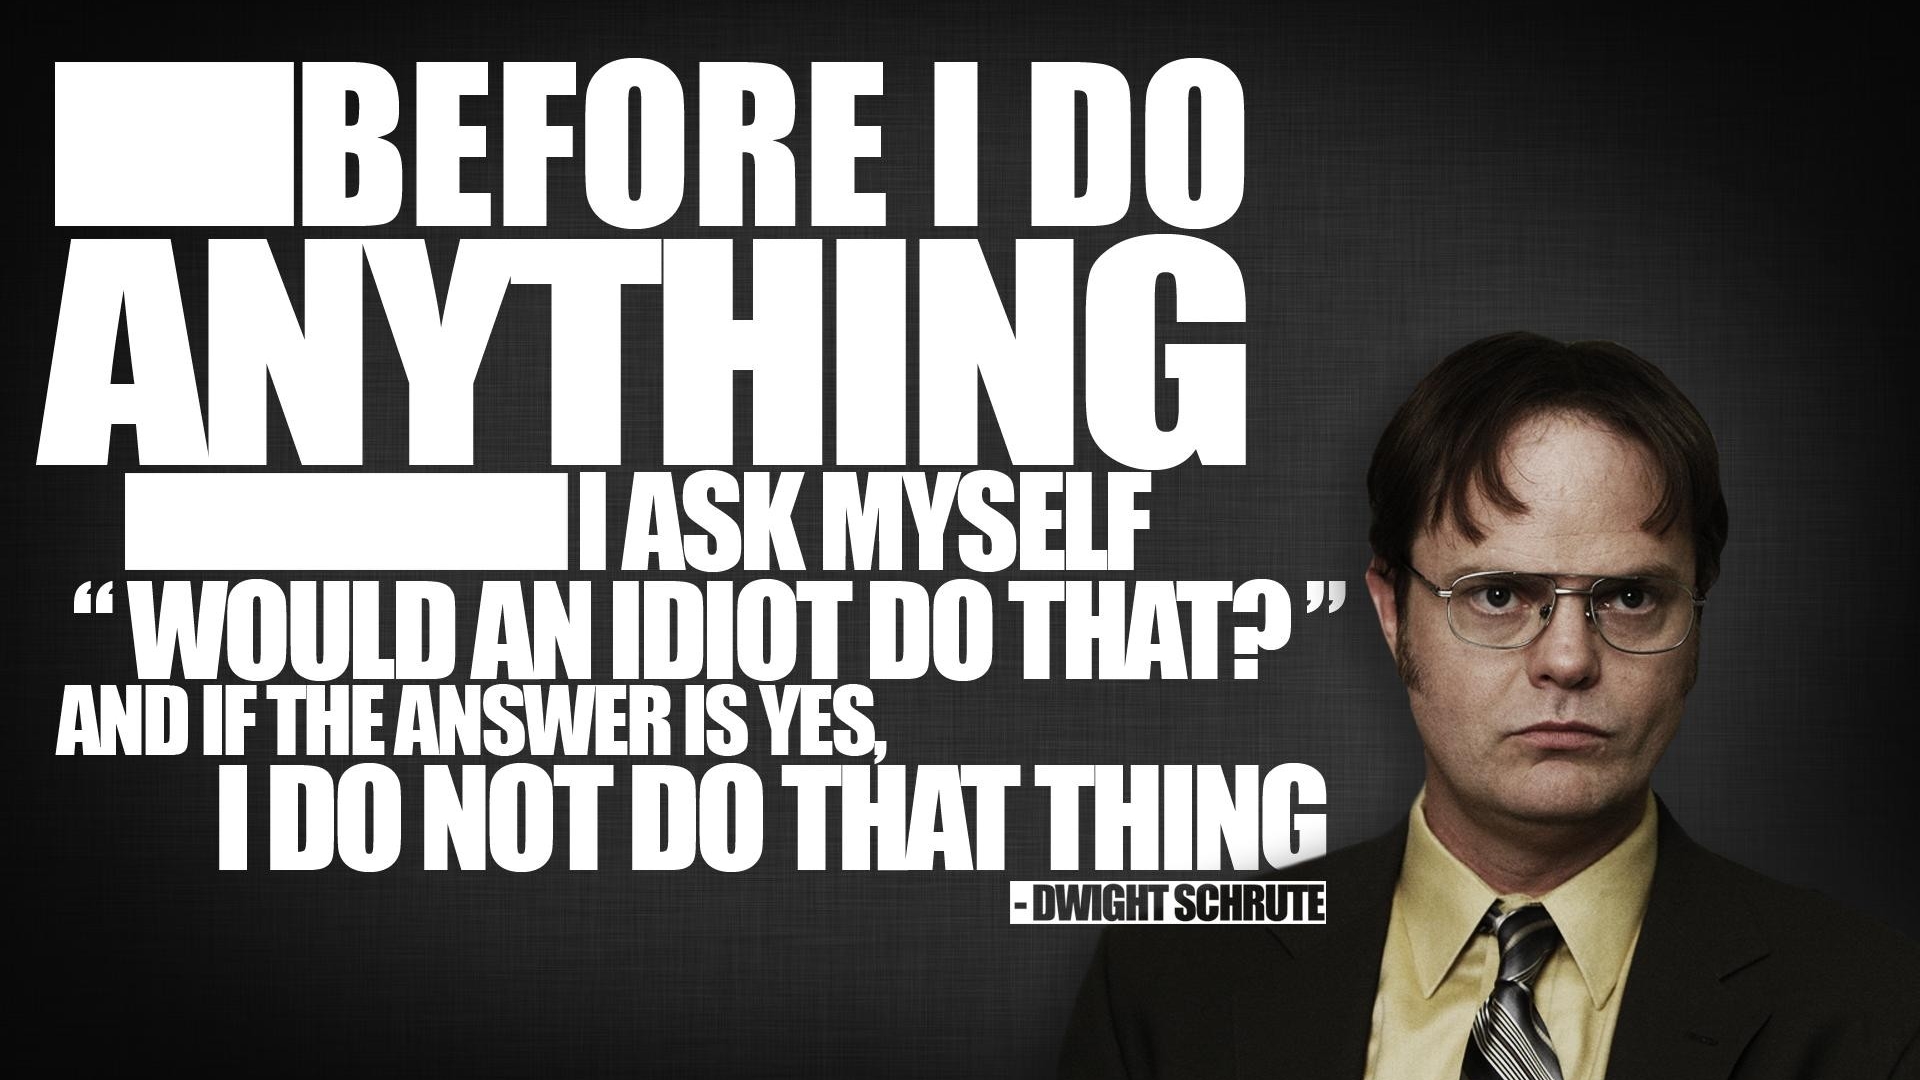 BEFORE I DO
ANYTHING
I ASK MYSELF
“ WOULD AN IDIOT DO THAT? ”
AND IF THE ANSWER IS YES,
I DO NOT DO THAT THING
- DWIGHT SCHRUTE